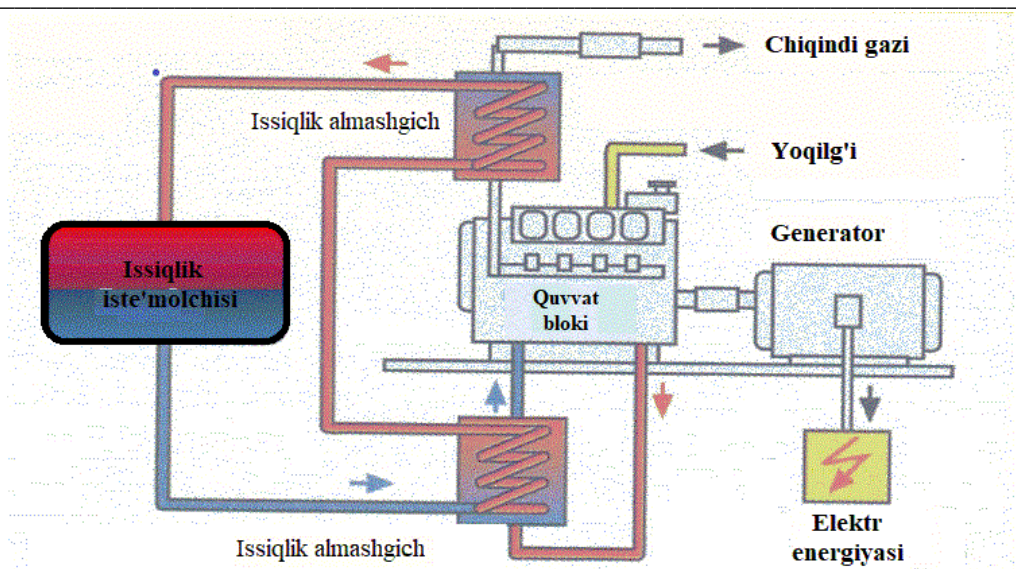 Chiqindi gazi
Issiqlik almashgich
Yoqilg'i
Generator
Issiqlik
iste'molchisi
Quvvat
bloki
Issiqlik almashgich
Elektr
energiyasi